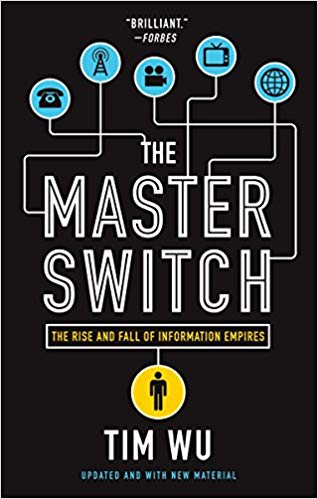 "BRILLIANT."
—FORBES
THE
MASTER
SWITCH
THE RISE AND FALL OF INFORMATION EMPIRES
TIM WU
UPDATED AND WITH NEW MATERIAL